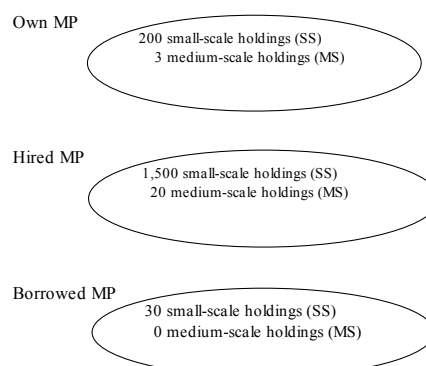 Own MP
200 small-scale holdings (SS)
3 medium-scale holdings (MS)
Hired MP
1,500 small-scale holdings (SS)
20 medium-scale holdings (MS)
Borrowed MP
30 small-scale holdings (SS)
0 medium-scale holdings (MS)